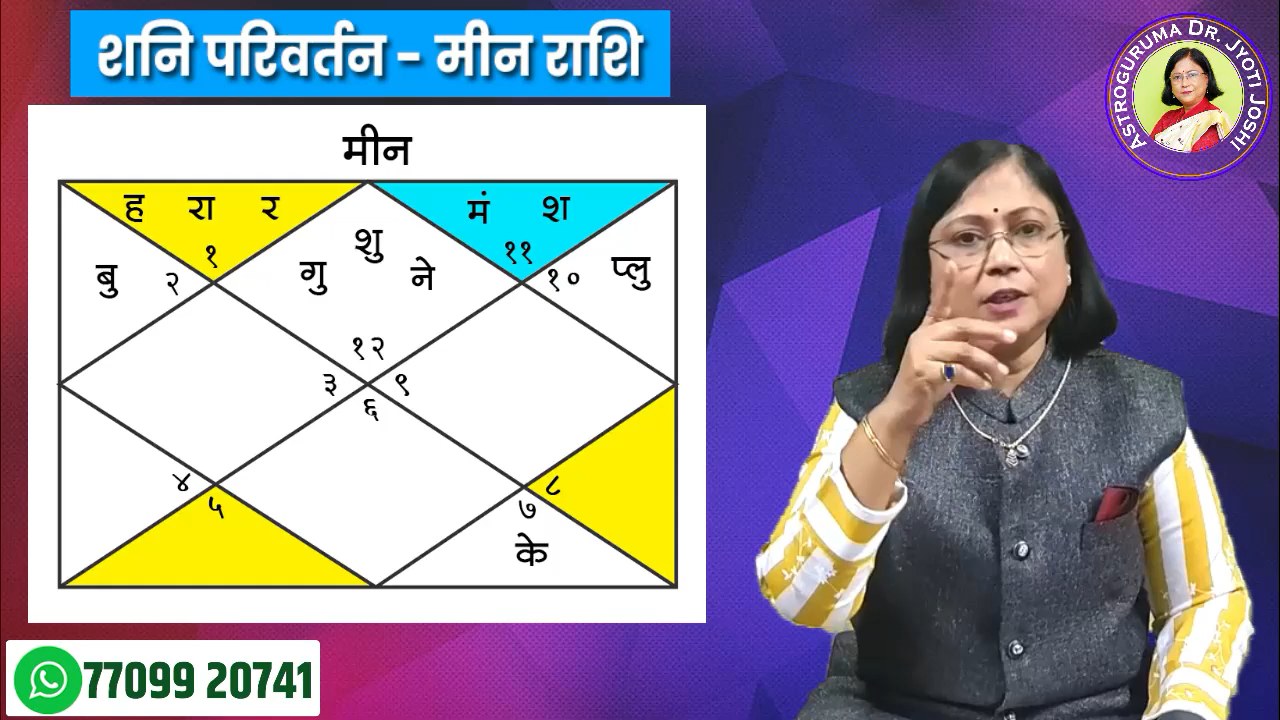 शनि परिवर्तन - मीन राशि
ASTROGURUMA DR. JYOTI JOSHI
मीन
ह रा र
मं श
शु
१
११
बु २
गु ने
१० प्लु
१२
३ ९
६
४ ५
८
७
के
77099 20741